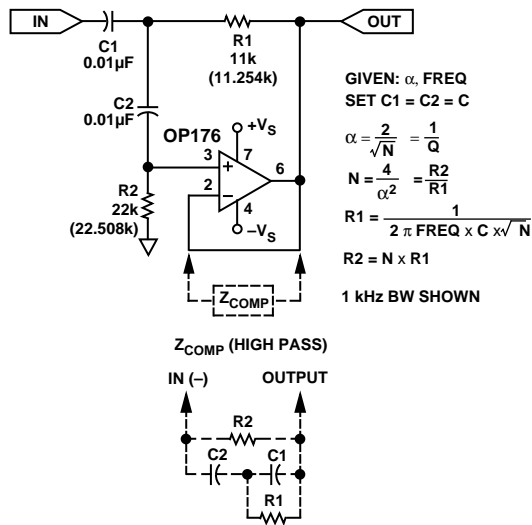 IN
OUT
C1
0.01µF
R1
11k
(11.254k)
C2
0.01µF
OP176
+VS
7
3
+
6
2
–
4
–VS
R2
22k
(22.508k)
ZCOMP
GIVEN: α, FREQ
SET C1 = C2 = C
α = 2/√N = 1/Q
N = 4/α² = R2/R1
R1 = 1/(2 π FREQ x C x √N)
R2 = N x R1
1 kHz BW SHOWN
ZCOMP (HIGH PASS)
IN (–)
OUTPUT
R2
C2
C1
R1